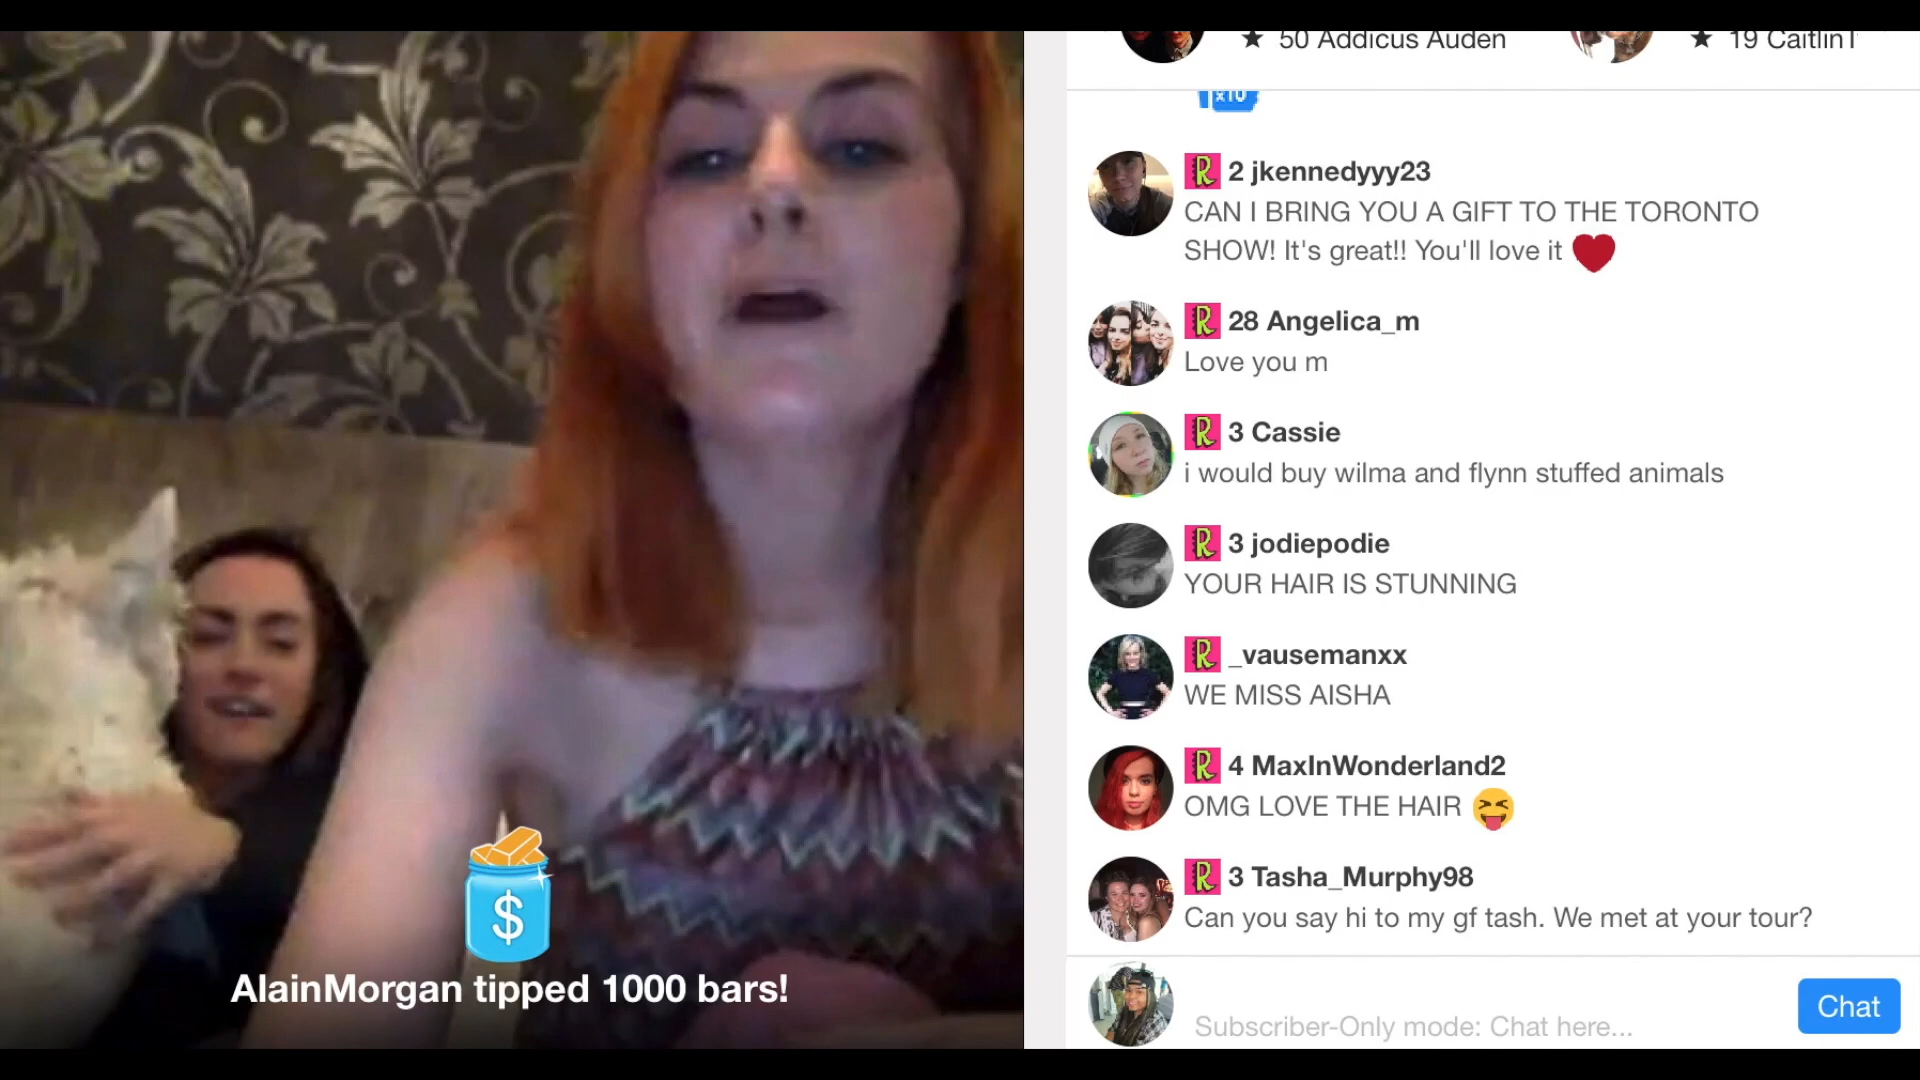 ★ 50 Addicus Auden
★ 19 Caitlin
x10
R 2 jkennedyyy23
CAN I BRING YOU A GIFT TO THE TORONTO
SHOW! It's great!! You'll love it
R 28 Angelica_m
Love you m
R 3 Cassie
i would buy wilma and flynn stuffed animals
R 3 jodiepodie
YOUR HAIR IS STUNNING
R _vausemanxx
WE MISS AISHA
R 4 MaxInWonderland2
OMG LOVE THE HAIR
R 3 Tasha_Murphy98
Can you say hi to my gf tash. We met at your tour?
Subscriber-Only mode: Chat here...
Chat
$
AlainMorgan tipped 1000 bars!